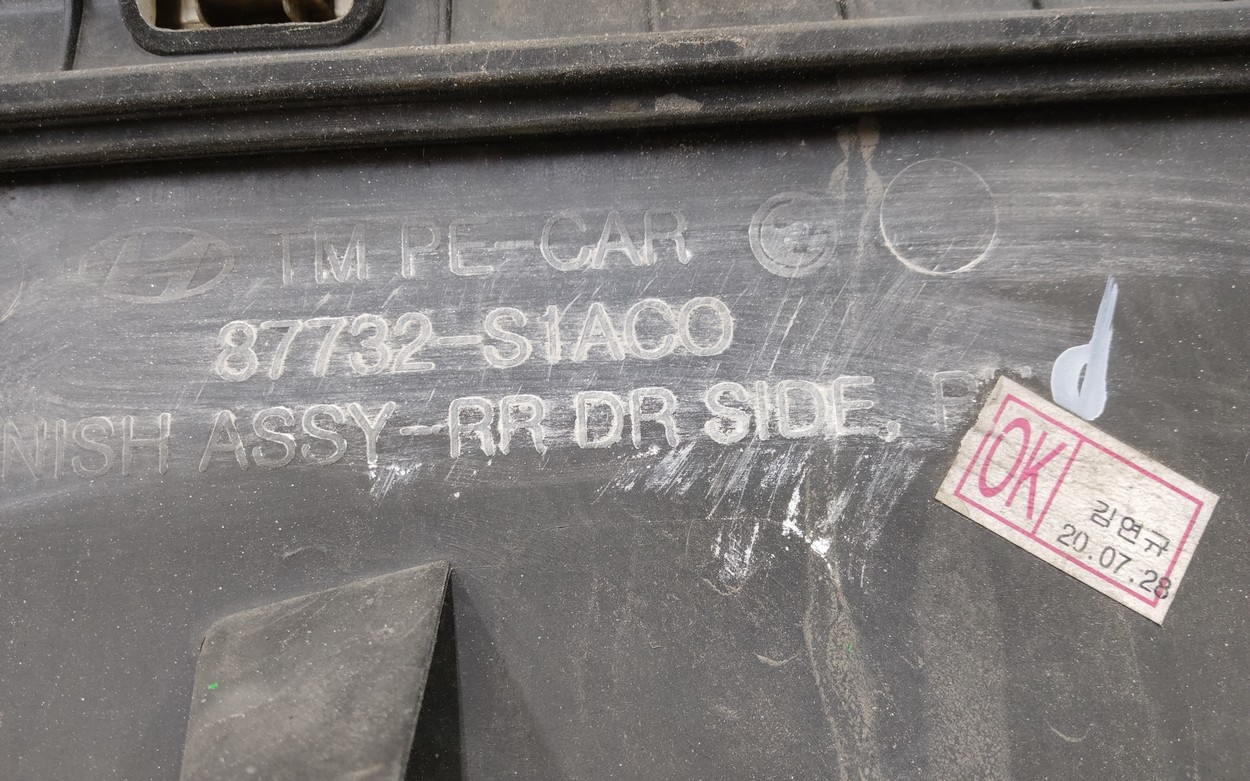 TM PE-CAR
87732-S1AC0
NISH ASSY-RR DR SIDE,
OK
김연규
20.07.28